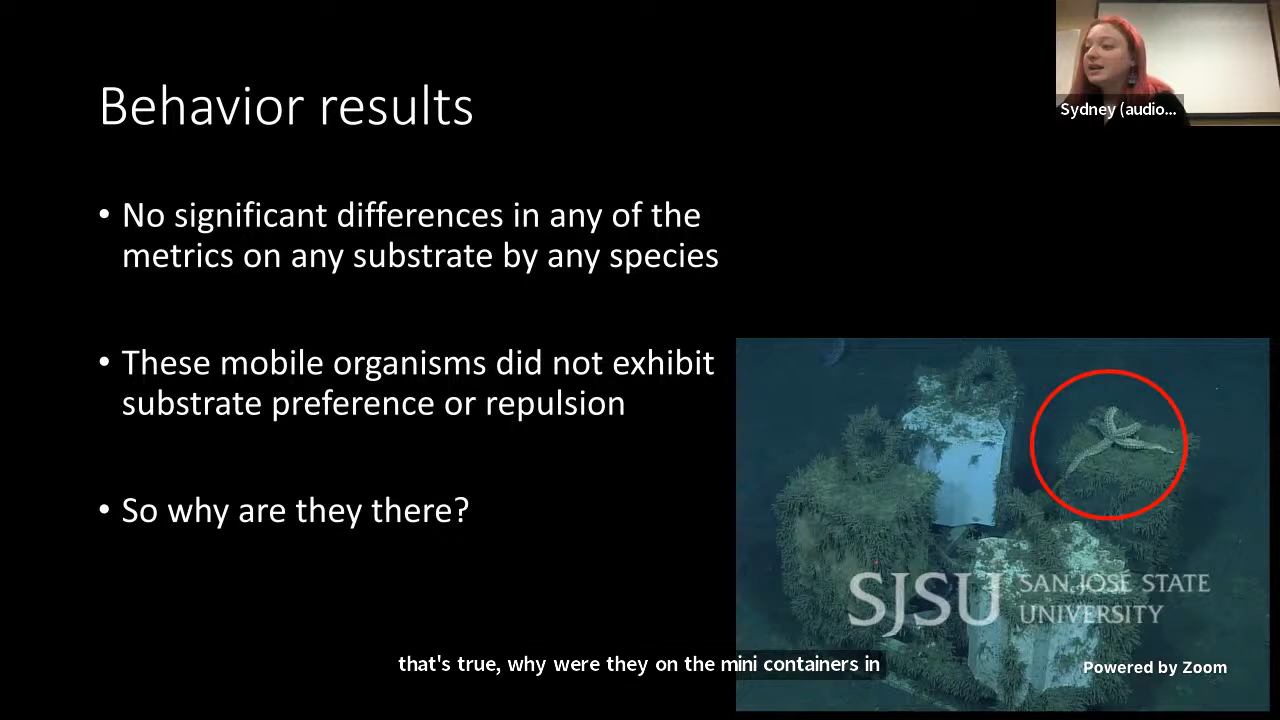 Behavior results
Sydney (audio...
• No significant differences in any of the
metrics on any substrate by any species
• These mobile organisms did not exhibit
substrate preference or repulsion
• So why are they there?
SJSU SAN JOSÉ STATE
UNIVERSITY
that's true, why were they on the mini containers in
Powered by Zoom